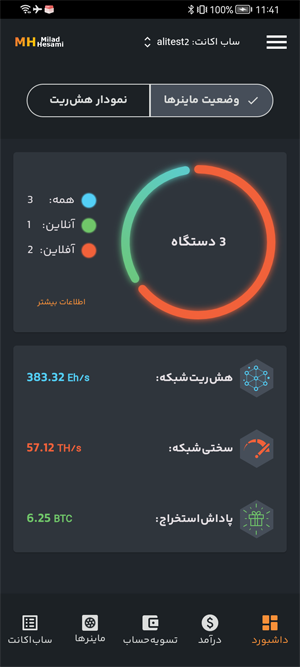 100% 11:41
MH Milad Hesami
ساب اکانت: alitest2
وضعیت ماینرها
نمودار هش‌ریت
همه: 3
آنلاین: 1
آفلاین: 2
3 دستگاه
اطلاعات بیشتر
هش‌ریت‌شبکه: 383.32 Eh/s
سختی‌شبکه: 57.12 TH/s
پاداش‌استخراج: 6.25 BTC
داشبورد
درآمد
تسویه‌حساب
ماینرها
ساب‌اکانت